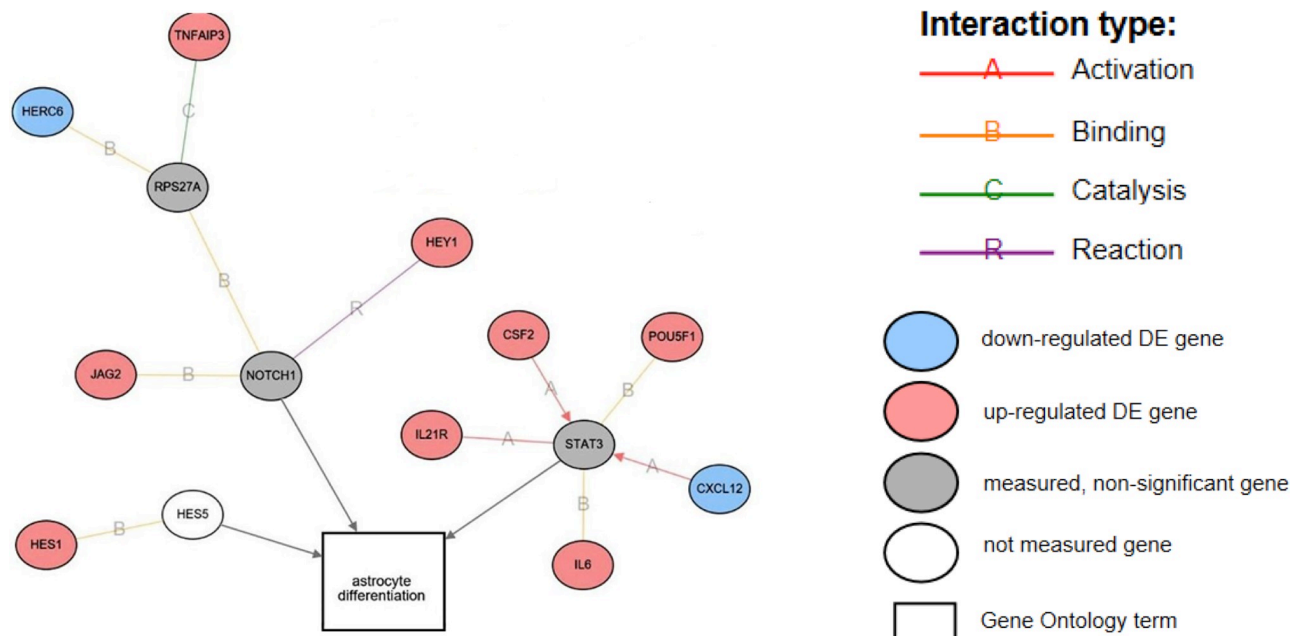 TNFAIP3
C
HERC6
B
RPS27A
B
HEY1
R
JAG2
B
NOTCH1
CSF2
POU5F1
A
B
IL21R
A
STAT3
A
CXCL12
B
IL6
HES5
B
HES1
astrocyte
differentiation
Interaction type:
A Activation
B Binding
C Catalysis
R Reaction
down-regulated DE gene
up-regulated DE gene
measured, non-significant gene
not measured gene
Gene Ontology term